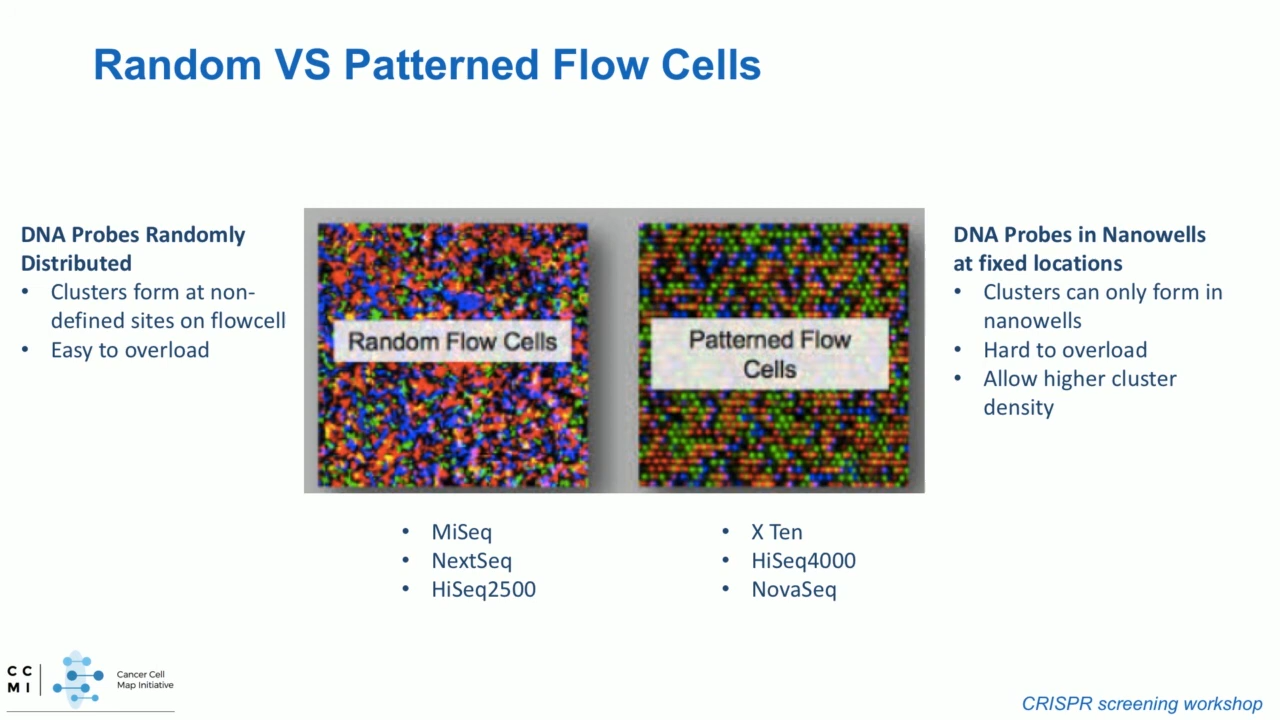 Random VS Patterned Flow Cells
DNA Probes Randomly
Distributed
• Clusters form at non-
defined sites on flowcell
• Easy to overload
Random Flow Cells
Patterned Flow
Cells
DNA Probes in Nanowells
at fixed locations
• Clusters can only form in
nanowells
• Hard to overload
• Allow higher cluster
density
• MiSeq
• NextSeq
• HiSeq2500
• X Ten
• HiSeq4000
• NovaSeq
C C
M I
Cancer Cell
Map Initiative
CRISPR screening workshop